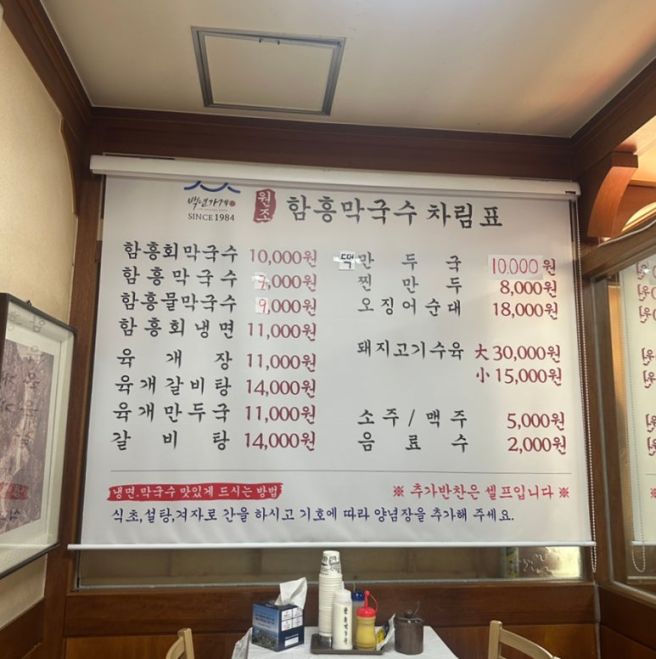 백년가게
SINCE 1984
원조 함흥막국수 차림표
함흥회막국수 10,000원
함흥막국수 9,000원
함흥물막국수 9,000원
함흥회냉면 11,000원
육개장 11,000원
육개갈비탕 14,000원
육개만두국 11,000원
갈비탕 14,000원
떡만두국 10,000원
찐만두 8,000원
오징어순대 18,000원
돼지고기수육 大 30,000원
小 15,000원
소주/맥주 5,000원
음료수 2,000원
냉면,막국수 맛있게 드시는 방법
※ 추가반찬은 셀프입니다 ※
식초,설탕,겨자로 간을 하시고 기호에 따라 양념장을 추가해 주세요.